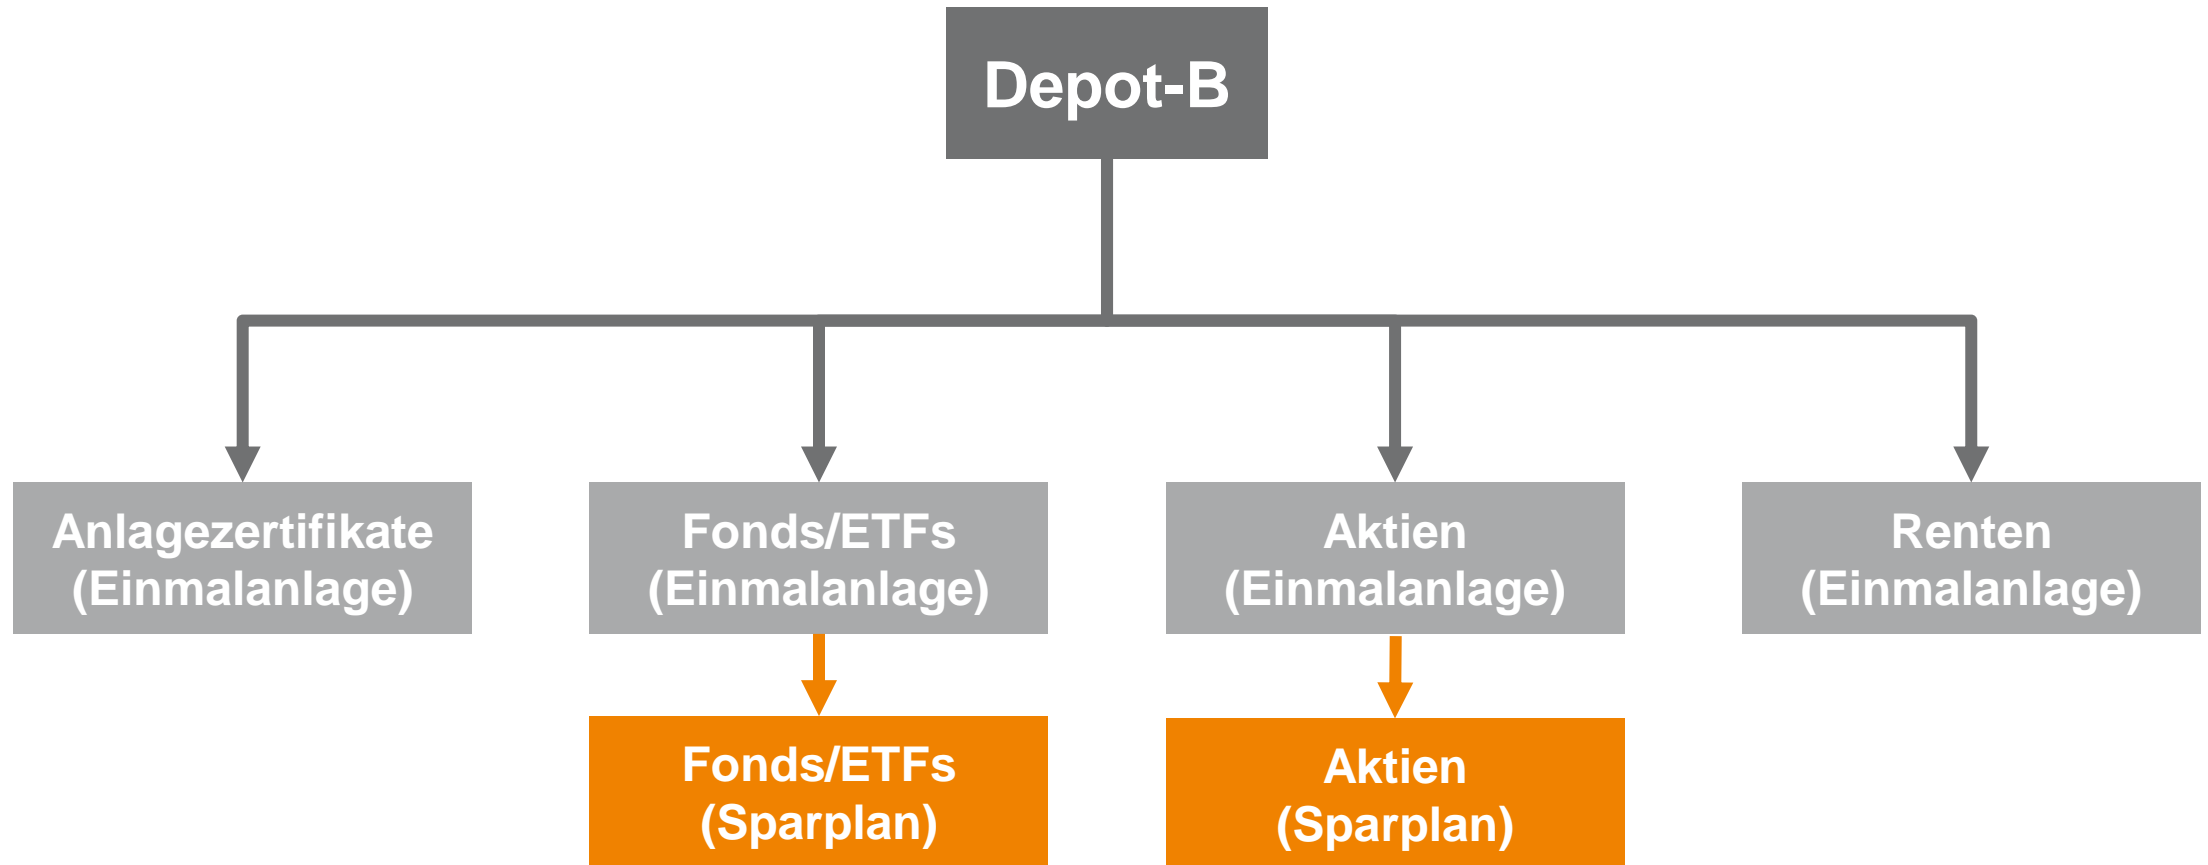 Depot-B
Anlagezertifikate
(Einmalanlage)
Fonds/ETFs
(Einmalanlage)
Aktien
(Einmalanlage)
Renten
(Einmalanlage)
Fonds/ETFs
(Sparplan)
Aktien
(Sparplan)